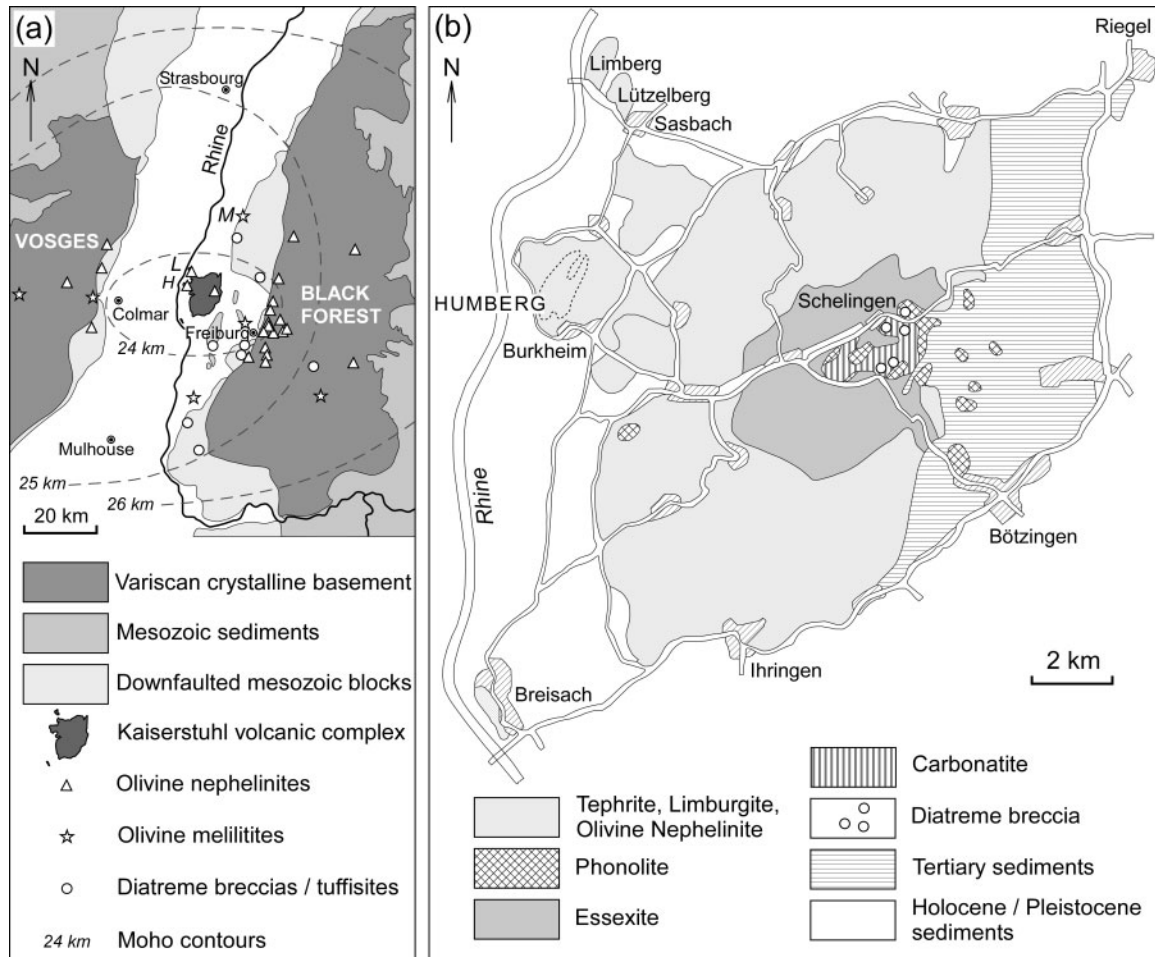 (a)
N
Strasbourg
Rhine
M
VOSGES
L
H
Colmar
BLACK
FOREST
Freiburg
24 km
Mulhouse
25 km
26 km
20 km
Variscan crystalline basement
Mesozoic sediments
Downfaulted mesozoic blocks
Kaiserstuhl volcanic complex
Olivine nephelinites
Olivine melilitites
Diatreme breccias / tuffisites
24 km
Moho contours
(b)
N
Riegel
Limberg
Lützelberg
Sasbach
HUMBERG
Schelingen
Burkheim
Rhine
Bötzingen
Ihringen
2 km
Breisach
Tephrite, Limburgite,
Olivine Nephelinite
Phonolite
Essexite
Carbonatite
Diatreme breccia
Tertiary sediments
Holocene / Pleistocene
sediments